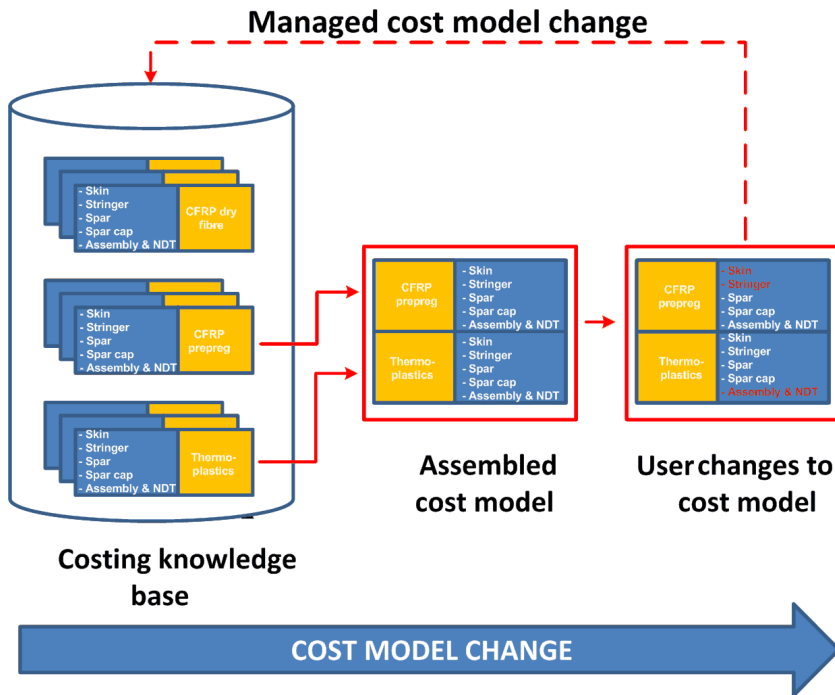 Managed cost model change
- Skin
- Stringer
- Spar
- Spar cap
- Assembly & NDT
CFRP dry
fibre
- Skin
- Stringer
- Spar
- Spar cap
- Assembly & NDT
CFRP
prepreg
- Skin
- Stringer
- Spar
- Spar cap
- Assembly & NDT
Thermo-
plastics
Costing knowledge
base
CFRP
prepreg
- Skin
- Stringer
- Spar
- Spar cap
- Assembly & NDT
Thermo-
plastics
- Skin
- Stringer
- Spar
- Spar cap
- Assembly & NDT
Assembled
cost model
CFRP
prepreg
- Skin
- Stringer
- Spar
- Spar cap
- Assembly & NDT
Thermo-
plastics
- Skin
- Stringer
- Spar
- Spar cap
- Assembly & NDT
User changes to
cost model
COST MODEL CHANGE